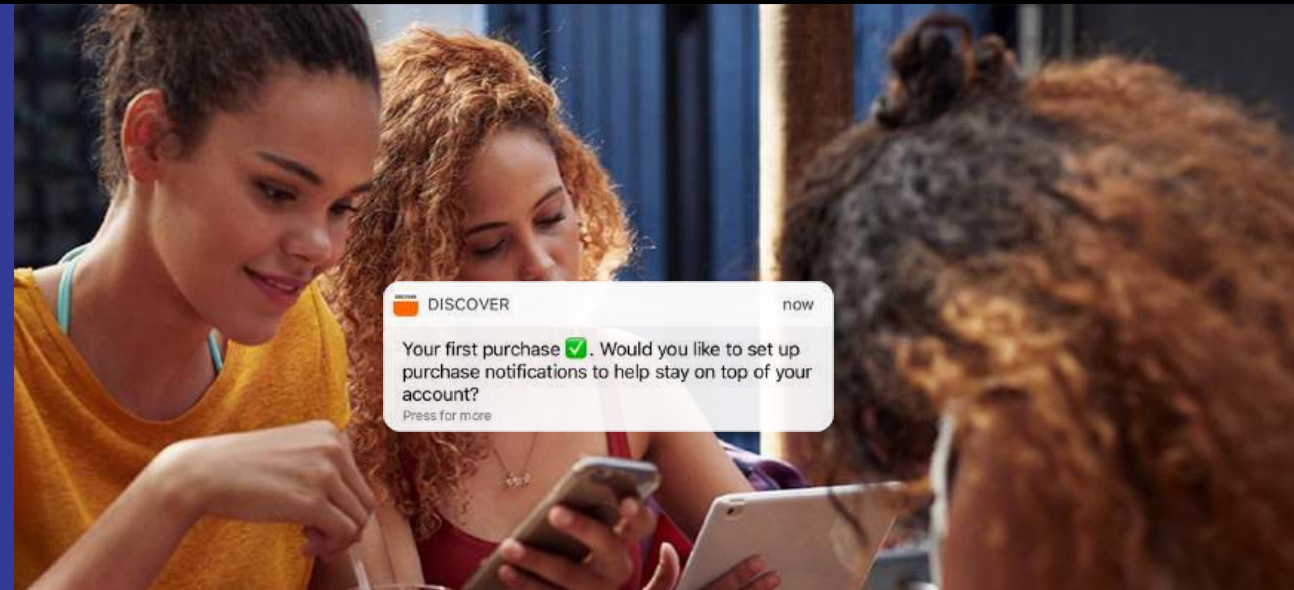 DISCOVER now
Your first purchase ✅. Would you like to set up
purchase notifications to help stay on top of your
account?
Press for more